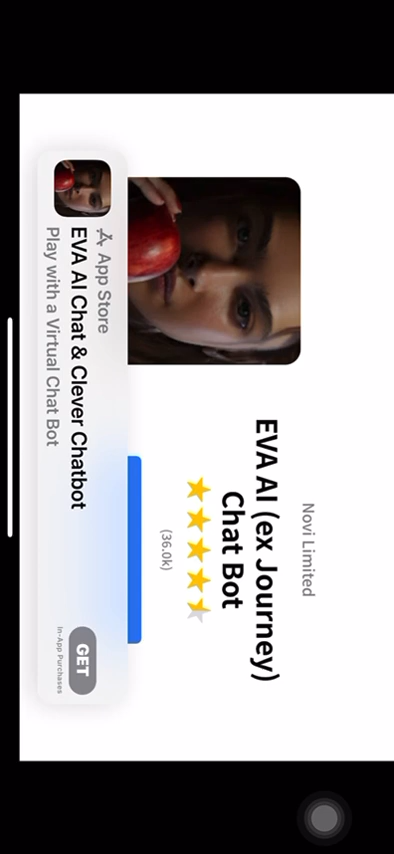 Novi Limited
EVA AI (ex Journey)
Chat Bot
(36.0k)
App Store
EVA AI Chat & Clever Chatbot
Play with a Virtual Chat Bot
GET
In-App Purchases